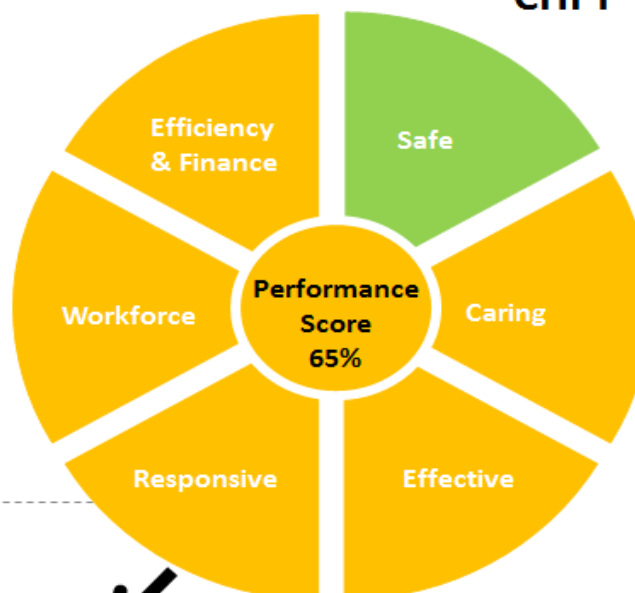 Efficiency
& Finance
Safe
Workforce
Performance
Score
65%
Caring
Responsive
Effective